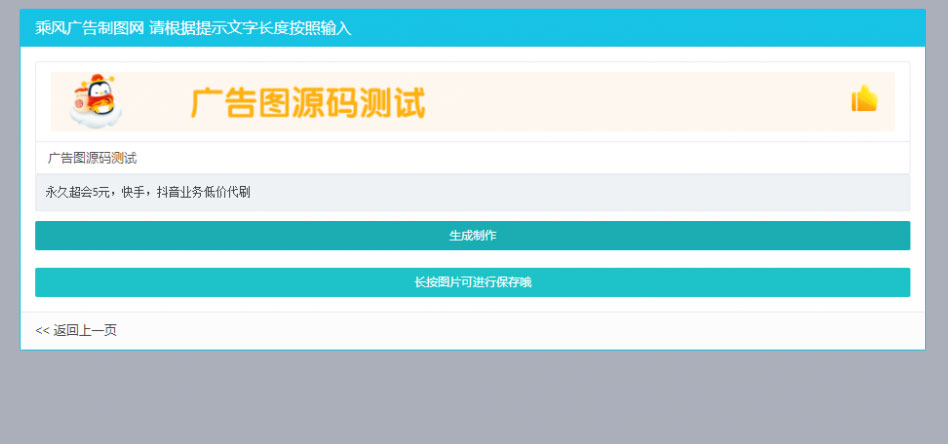 乘风广告制图网 请根据提示文字长度按照输入
广告图源码测试
广告图源码测试
永久超会5元，快手，抖音业务低价代刷
生成制作
长按图片可进行保存哦
<< 返回上一页